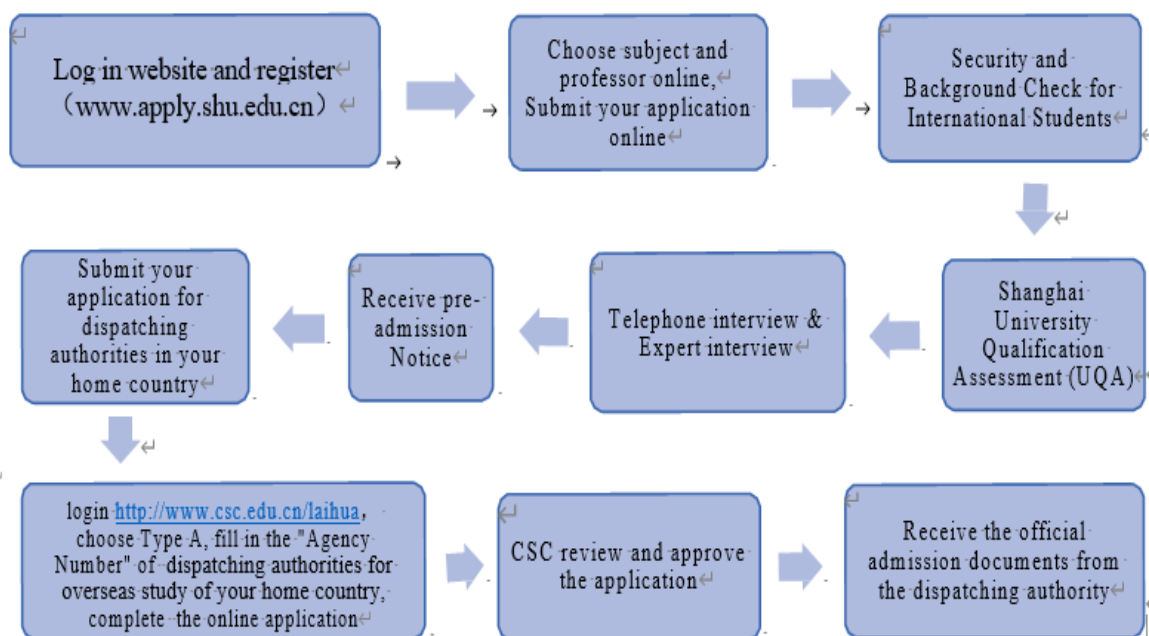 Log in website and register
（www.apply.shu.edu.cn）
Choose subject and
professor online,
Submit your application
online
Security and
Background Check for
International Students
Shanghai
University
Qualification
Assessment (UQA)
Telephone interview &
Expert interview
Receive pre-
admission
Notice
Submit your
application for
dispatching
authorities in your
home country
login http://www.csc.edu.cn/laihua，
choose Type A, fill in the "Agency
Number" of dispatching authorities for
overseas study of your home country,
complete the online application
CSC review and approve
the application
Receive the official
admission documents from
the dispatching authority